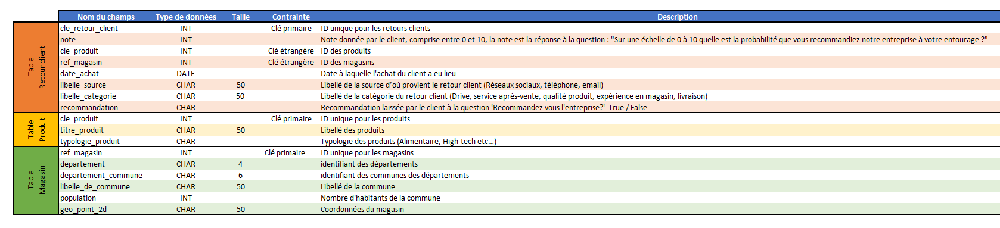 Nom du champs Type de données Taille Contrainte Description
Table Retour client
cle_retour_client INT Clé primaire ID unique pour les retours clients
note INT Note donnée par le client, comprise entre 0 et 10, la note est la réponse à la question : "Sur une échelle de 0 à 10 quelle est la probabilité que vous recommandiez notre entreprise à votre entourage ?"
cle_produit INT Clé étrangère ID des produits
ref_magasin INT Clé étrangère ID des magasins
date_achat DATE Date à laquelle l'achat du client a eu lieu
libelle_source CHAR 50 Libellé de la source d’où provient le retour client (Réseaux sociaux, téléphone, email)
libelle_categorie CHAR 50 Libellé de la catégorie du retour client (Drive, service après-vente, qualité produit, expérience en magasin, livraison)
recommandation CHAR Recommandation laissée par le client à la question 'Recommandez vous l'entreprise?' True / False
Table Produit
cle_produit INT Clé primaire ID unique pour les produits
titre_produit CHAR 50 Libellé des produits
typologie_produit CHAR Typologie des produits (Alimentaire, High-tech etc…)
Table Magasin
ref_magasin INT Clé primaire ID unique pour les magasins
departement CHAR 4 identifiant des départements
departement_commune CHAR 6 identifiant des communes des départements
libelle_de_commune CHAR 50 Libellé de la commune
population INT Nombre d'habitants de la commune
geo_point_2d CHAR 50 Coordonnées du magasin